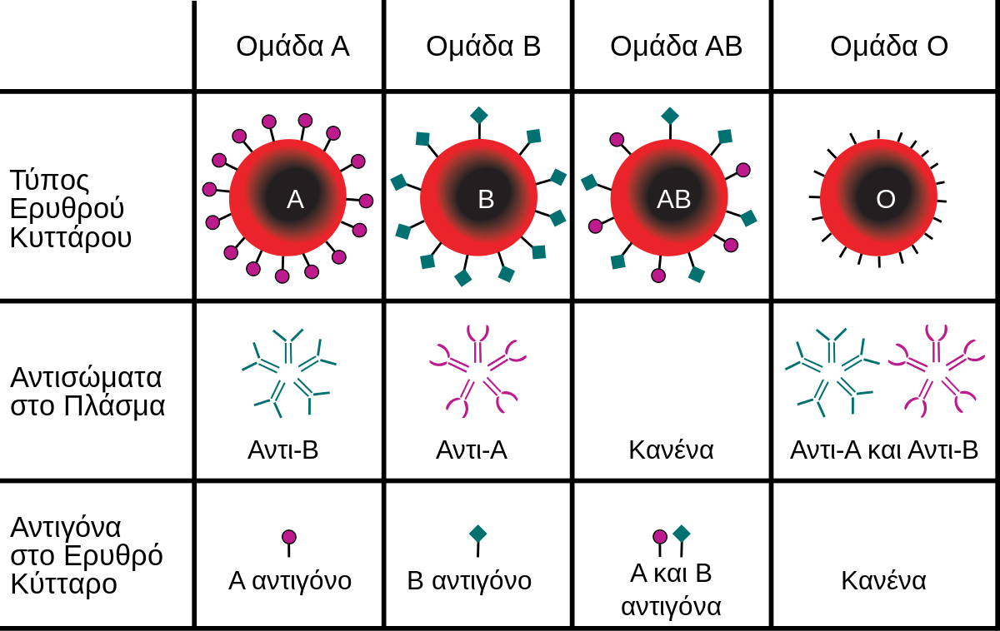 Ομάδα A
Ομάδα B
Ομάδα AB
Ομάδα O
Τύπος
Ερυθρού
Κυττάρου
A
B
AB
O
Αντισώματα
στο Πλάσμα
Αντι-B
Αντι-A
Κανένα
Αντι-A και Αντι-B
Αντιγόνα
στο Ερυθρό
Κύτταρο
A αντιγόνο
B αντιγόνο
A και B
αντιγόνα
Κανένα